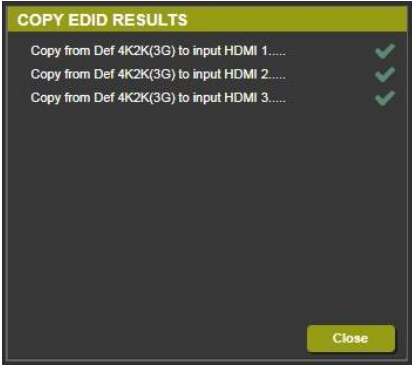 COPY EDID RESULTS
Copy from Def 4K2K(3G) to input HDMI 1.....
Copy from Def 4K2K(3G) to input HDMI 2.....
Copy from Def 4K2K(3G) to input HDMI 3.....
Close